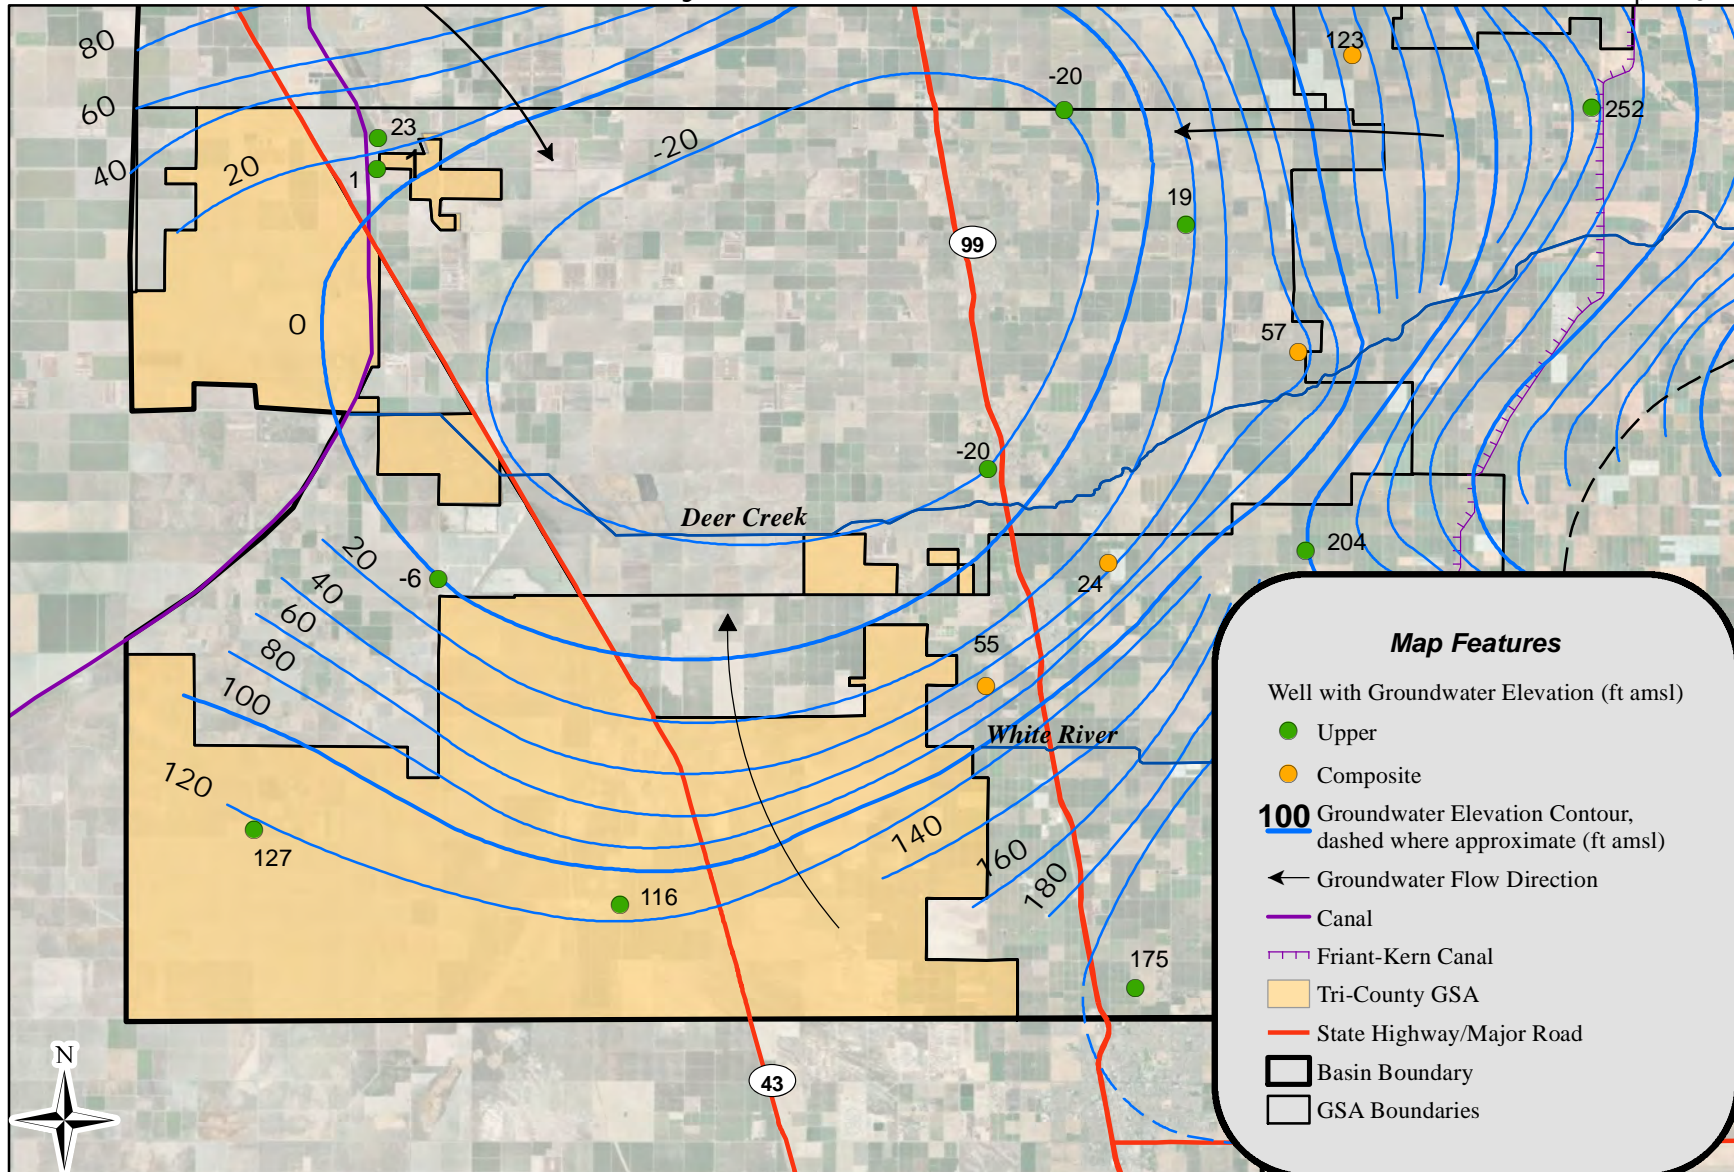 80
123
-20
252
60
23
-20
40
20
1
19
99
0
57
-20
Deer Creek
20
-6
40
204
24
60
55
80
100
White River
120
140
160
180
127
116
175
N
43
Map Features
Well with Groundwater Elevation (ft amsl)
Upper
Composite
100 Groundwater Elevation Contour,
dashed where approximate (ft amsl)
Groundwater Flow Direction
Canal
Friant-Kern Canal
Tri-County GSA
State Highway/Major Road
Basin Boundary
GSA Boundaries